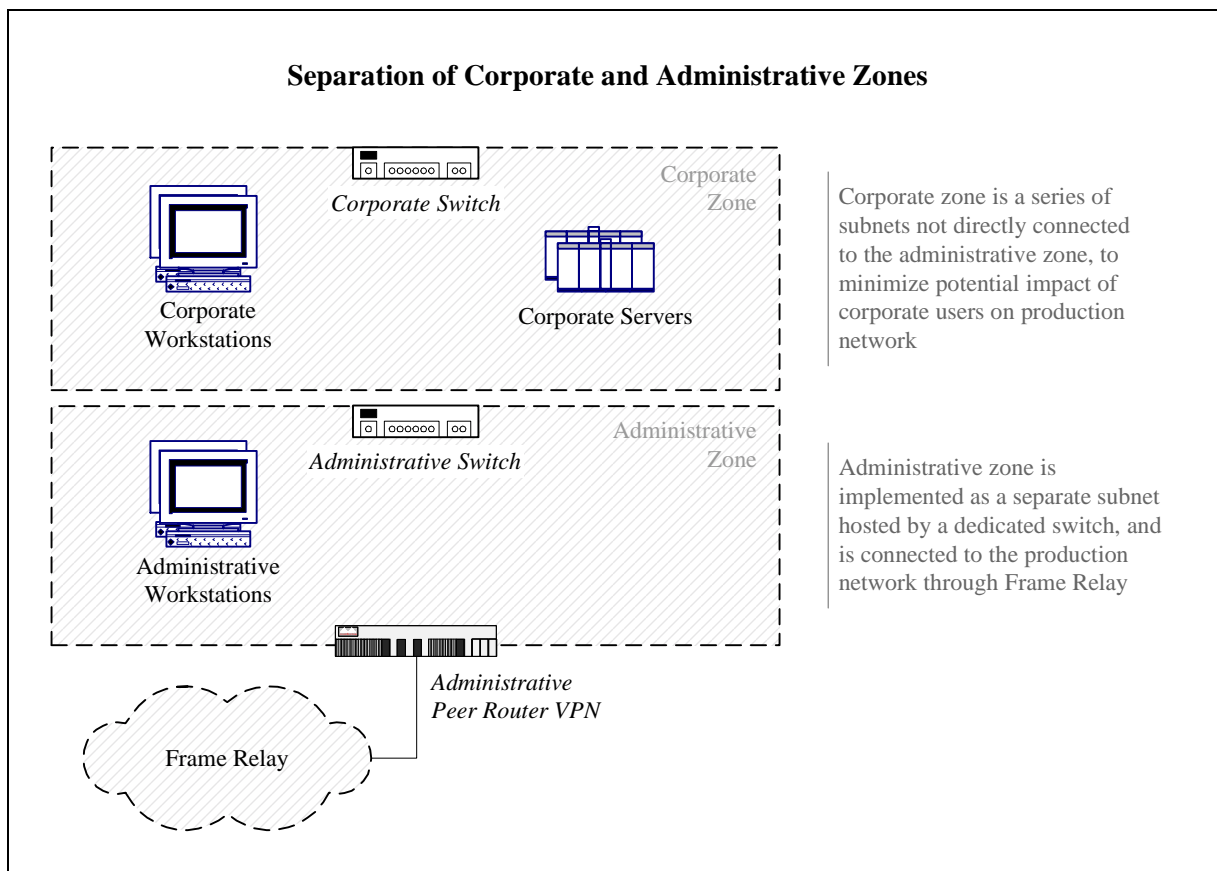 Separation of Corporate and Administrative Zones
Corporate Switch
Corporate
Zone
Corporate
Workstations
Corporate Servers
Corporate zone is a series of
subnets not directly connected
to the administrative zone, to
minimize potential impact of
corporate users on production
network
Administrative Switch
Administrative
Zone
Administrative
Workstations
Administrative zone is
implemented as a separate subnet
hosted by a dedicated switch, and
is connected to the production
network through Frame Relay
Administrative
Peer Router VPN
Frame Relay